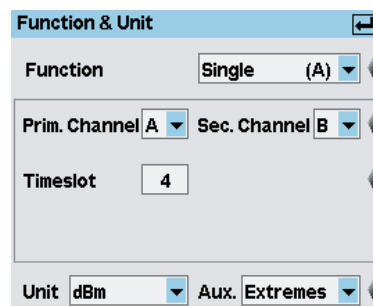 Function & Unit
Function Single (A)
Prim. Channel A Sec. Channel B
Timeslot 4
Unit dBm Aux. Extremes